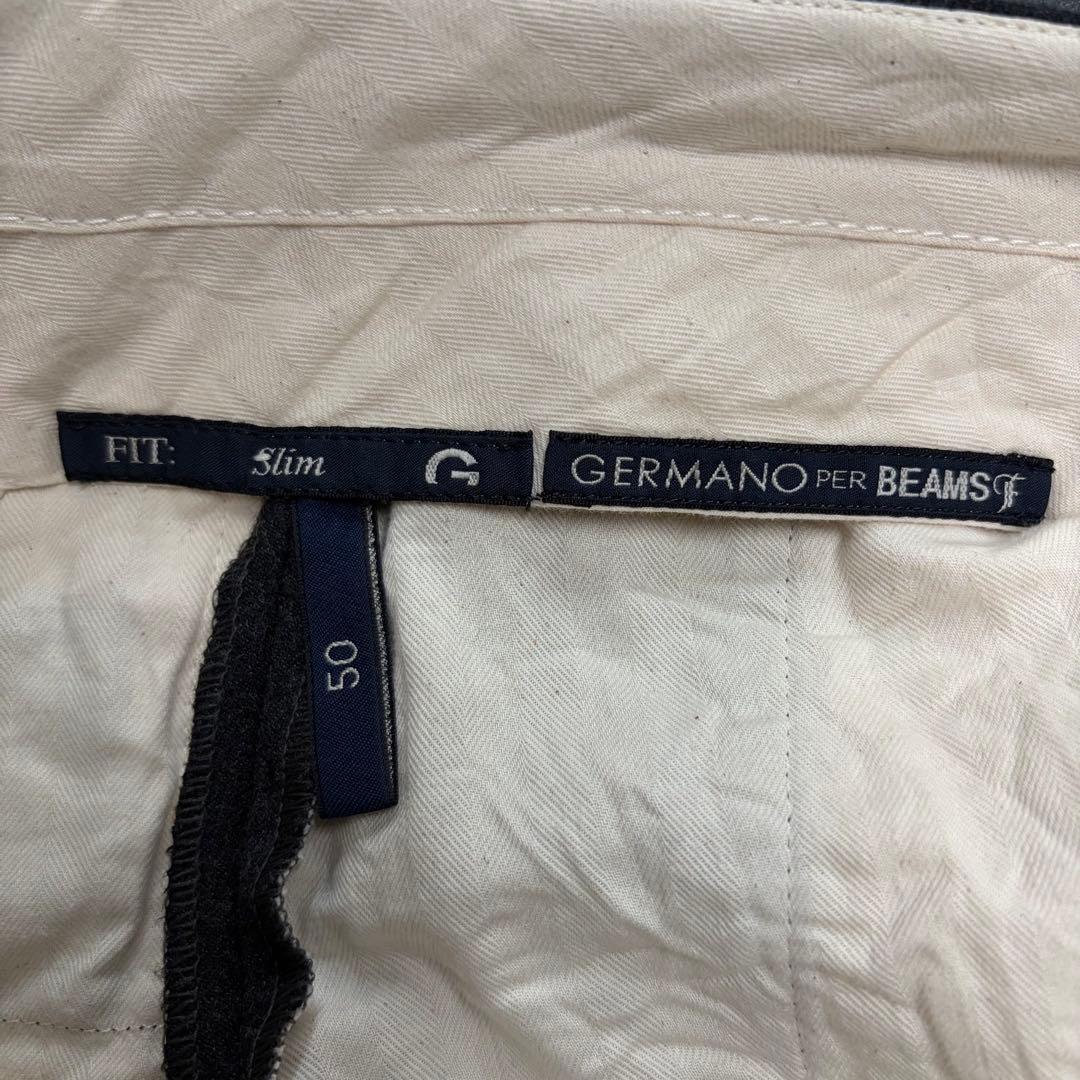 FIT: Slim G
GERMANO PER BEAMS F
50